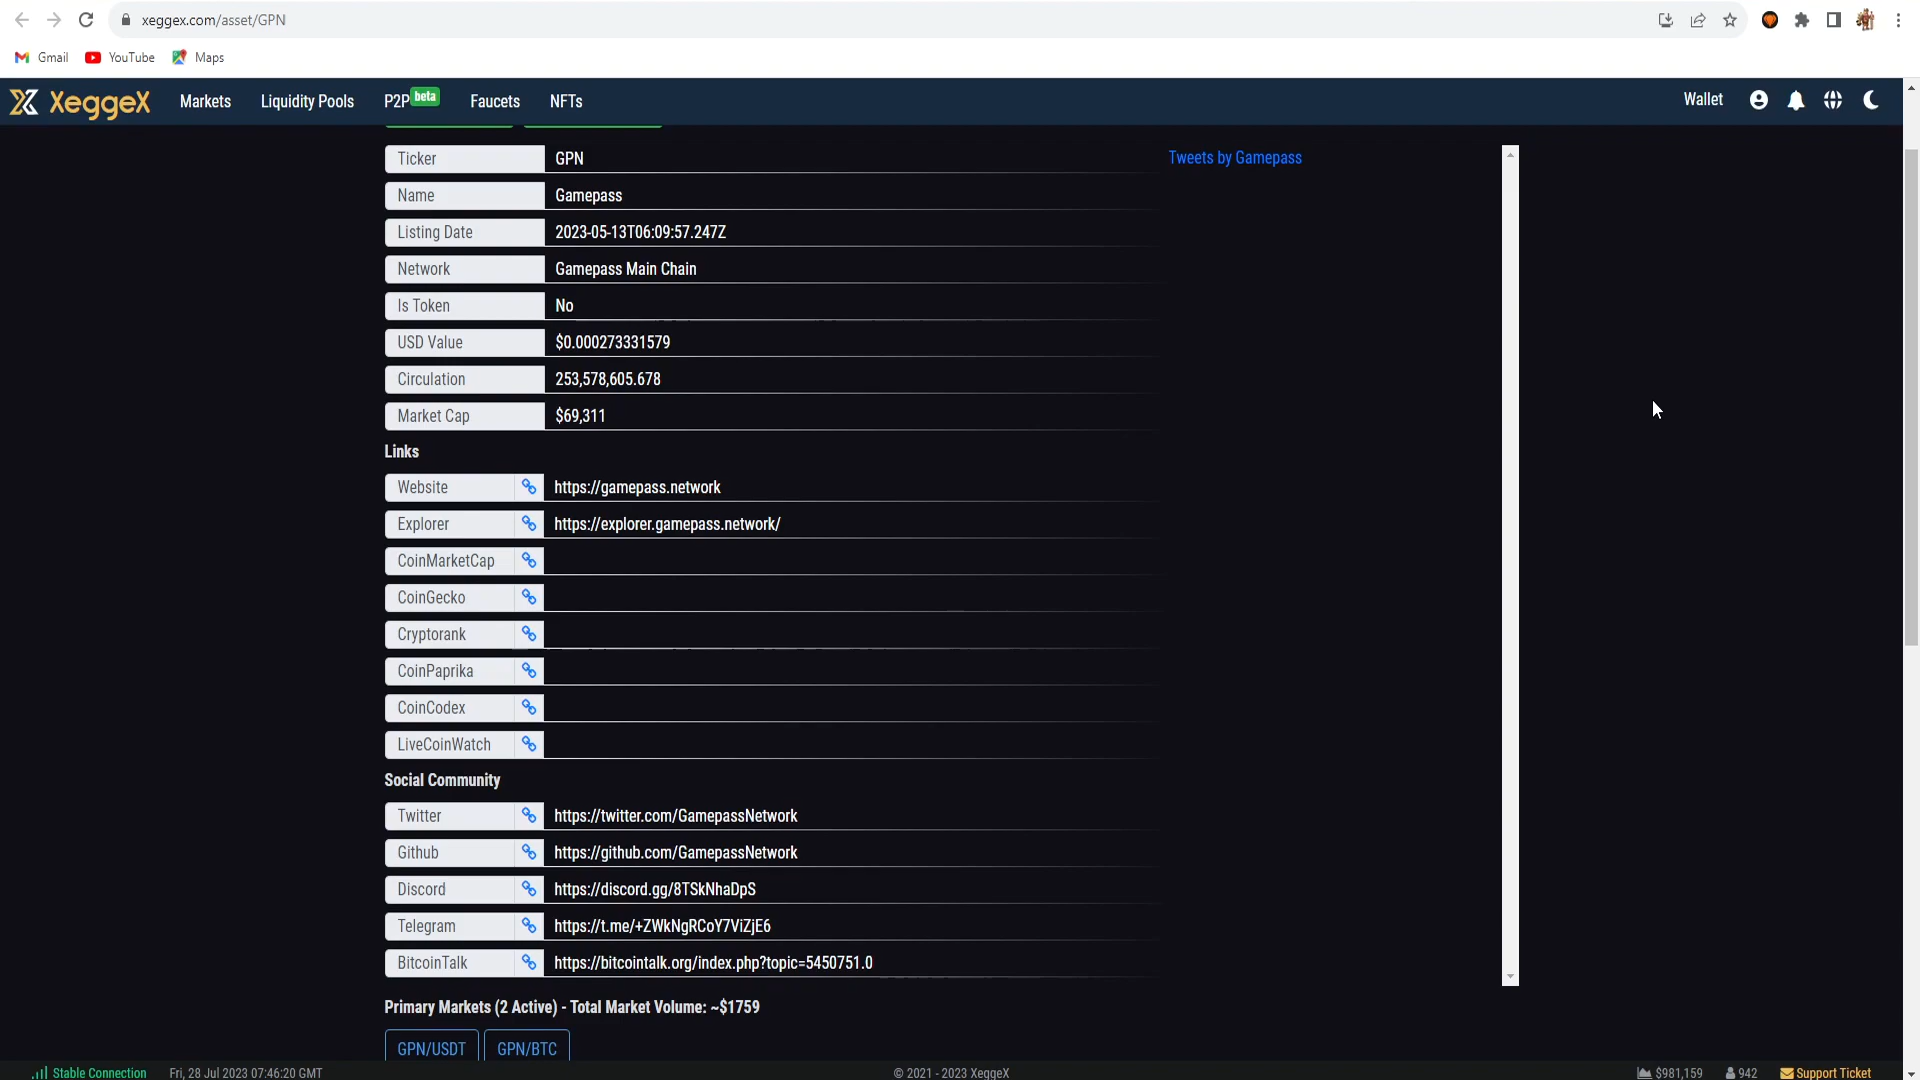 xeggex.com/asset/GPN
Gmail YouTube Maps
XeggeX Markets Liquidity Pools P2P beta Faucets NFTs Wallet
Ticker GPN Tweets by Gamepass
Name Gamepass
Listing Date 2023-05-13T06:09:57.247Z
Network Gamepass Main Chain
Is Token No
USD Value $0.000273331579
Circulation 253,578,605.678
Market Cap $69,311
Links
Website https://gamepass.network
Explorer https://explorer.gamepass.network/
CoinMarketCap
CoinGecko
Cryptorank
CoinPaprika
CoinCodex
LiveCoinWatch
Social Community
Twitter https://twitter.com/GamepassNetwork
Github https://github.com/GamepassNetwork
Discord https://discord.gg/8TSkNhaDpS
Telegram https://t.me/+ZWkNgRCoY7ViZjE6
BitcoinTalk https://bitcointalk.org/index.php?topic=5450751.0
Primary Markets (2 Active) - Total Market Volume: ~$1759
GPN/USDT GPN/BTC
Stable Connection Fri, 28 Jul 2023 07:46:20 GMT © 2021 - 2023 XeggeX $981,159 942 Support Ticket